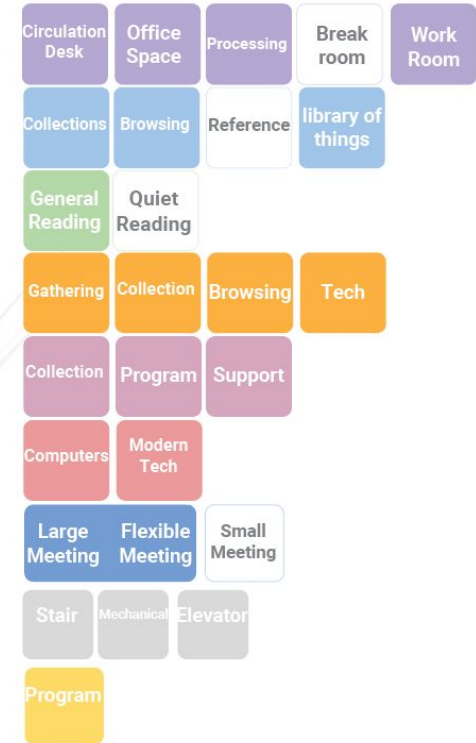 Circulation Desk Office Space Processing Break room Work Room
Collections Browsing Reference library of things
General Reading Quiet Reading
Gathering Collection Browsing Tech
Collection Program Support
Computers Modern Tech
Large Meeting Flexible Meeting Small Meeting
Stair Mechanical Elevator
Program